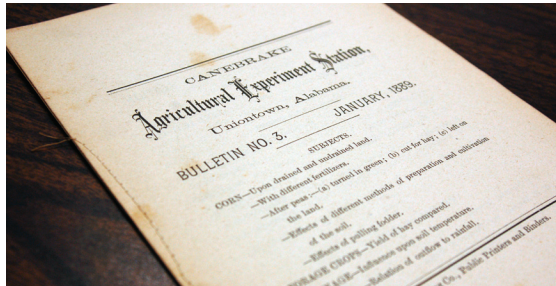 CANEBRAKE
Agricultural Experiment Station,
Uniontown, Alabama.
BULLETIN NO. 3. JANUARY, 1889.
SUBJECTS.
CORN—Upon drained and undrained land.
—With different fertilizers.
—After peas:—(a) turned in green; (b) cut for hay; (c) left on
the land.
—Effects of different methods of preparation and cultivation
of the soil.
—Effects of pulling fodder.
FORAGE CROPS—Yield of hay compared.
—Influence upon soil temperature.
—Relation of outflow to rainfall.
Co., Public Printers and Binders.